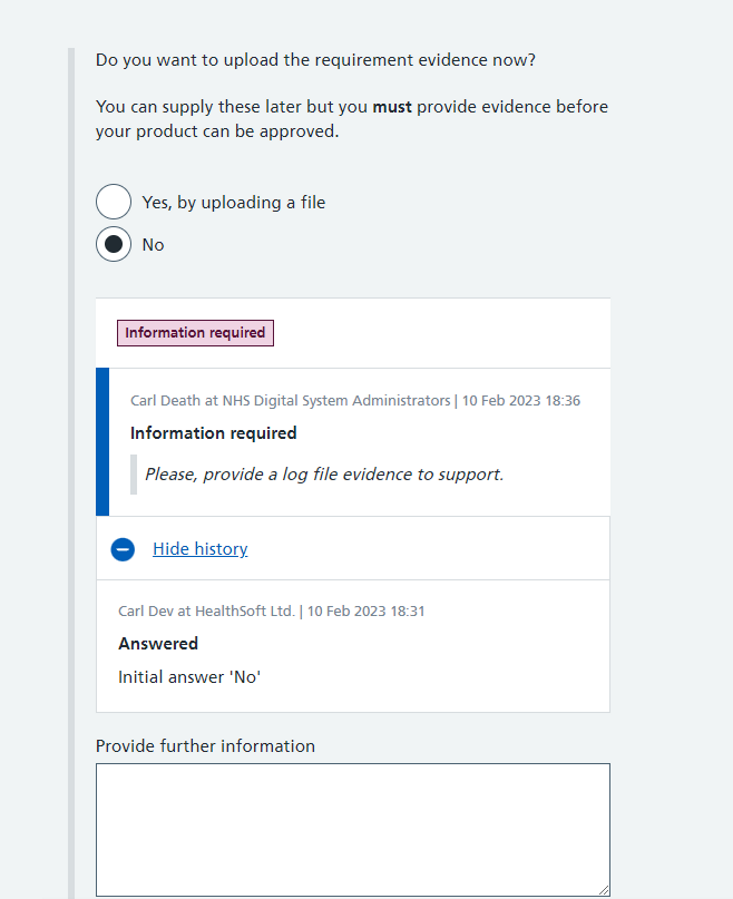 Do you want to upload the requirement evidence now?
You can supply these later but you must provide evidence before
your product can be approved.
Yes, by uploading a file
No
Information required
Carl Death at NHS Digital System Administrators | 10 Feb 2023 18:36
Information required
Please, provide a log file evidence to support.
Hide history
Carl Dev at HealthSoft Ltd. | 10 Feb 2023 18:31
Answered
Initial answer 'No'
Provide further information